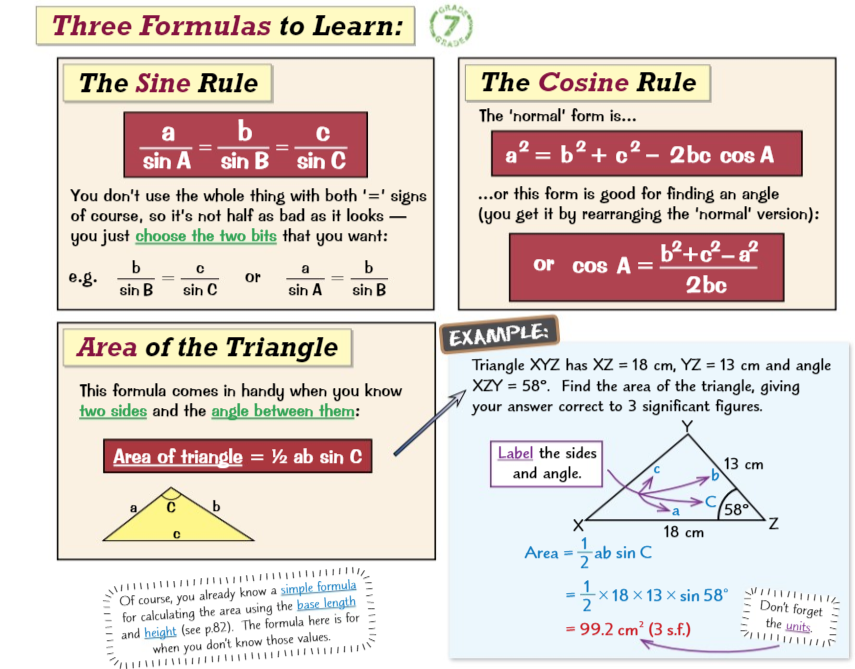 Three Formulas to Learn:
GRADE
7
GRADE
The Sine Rule
a/sin A = b/sin B = c/sin C
You don't use the whole thing with both '=' signs
of course, so it's not half as bad as it looks —
you just choose the two bits that you want:
e.g. b/sin B = c/sin C or a/sin A = b/sin B
The Cosine Rule
The 'normal' form is...
a² = b² + c² − 2bc cos A
...or this form is good for finding an angle
(you get it by rearranging the 'normal' version):
or cos A = b²+c²−a²/2bc
Area of the Triangle
This formula comes in handy when you know
two sides and the angle between them:
Area of triangle = ½ ab sin C
a C b
c
Of course, you already know a simple formula
for calculating the area using the base length
and height (see p.82). The formula here is for
when you don't know those values.
EXAMPLE:
Triangle XYZ has XZ = 18 cm, YZ = 13 cm and angle
XZY = 58°. Find the area of the triangle, giving
your answer correct to 3 significant figures.
Label the sides
and angle.
Y
c b 13 cm
C 58°
a
X Z
18 cm
Area = 1/2 ab sin C
= 1/2 × 18 × 13 × sin 58°
= 99.2 cm² (3 s.f.)
Don't forget
the units.